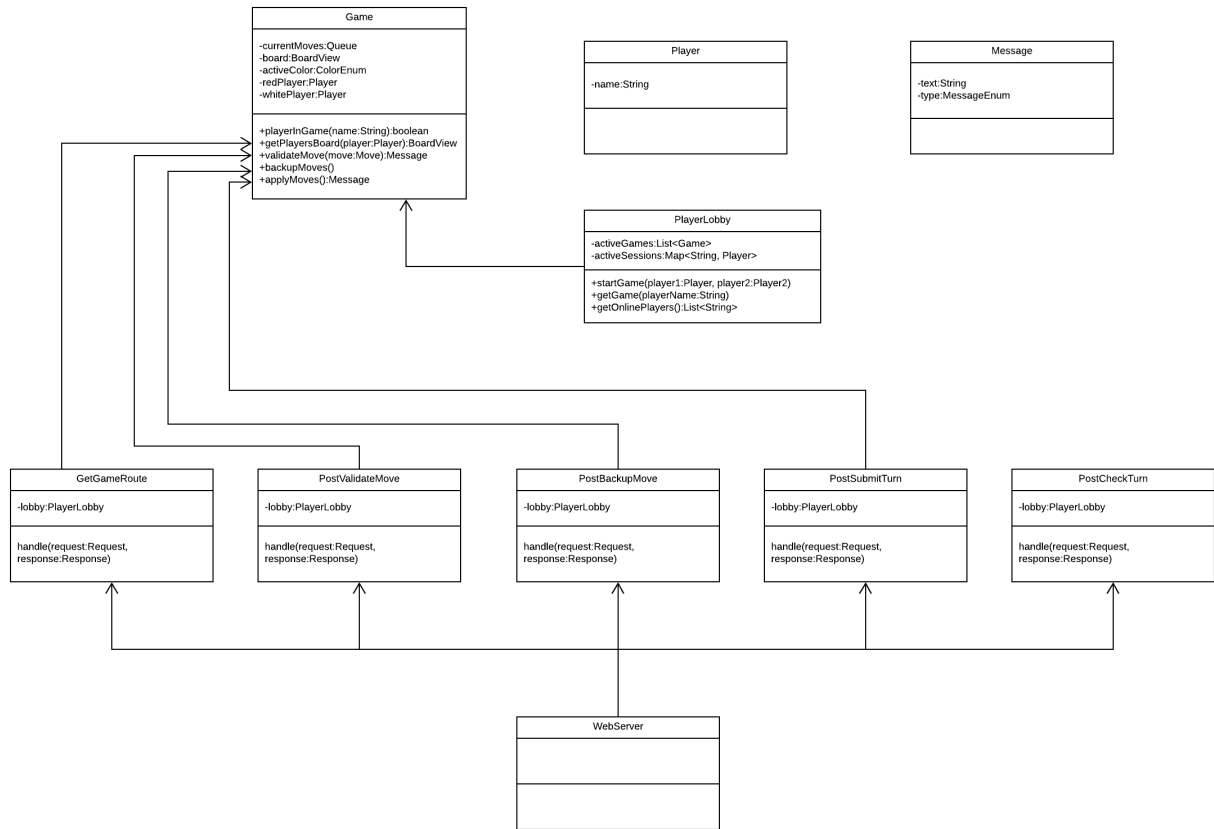 Game
-currentMoves:Queue
-board:BoardView
-activeColor:ColorEnum
-redPlayer:Player
-whitePlayer:Player
+playerInGame(name:String):boolean
+getPlayersBoard(player:Player):BoardView
+validateMove(move:Move):Message
+backupMoves()
+applyMoves():Message
Player
-name:String
Message
-text:String
-type:MessageEnum
PlayerLobby
-activeGames:List<Game>
-activeSessions:Map<String, Player>
+startGame(player1:Player, player2:Player2)
+getGame(playerName:String)
+getOnlinePlayers():List<String>
GetGameRoute
-lobby:PlayerLobby
handle(request:Request,
response:Response)
PostValidateMove
-lobby:PlayerLobby
handle(request:Request,
response:Response)
PostBackupMove
-lobby:PlayerLobby
handle(request:Request,
response:Response)
PostSubmitTurn
-lobby:PlayerLobby
handle(request:Request,
response:Response)
PostCheckTurn
-lobby:PlayerLobby
handle(request:Request,
response:Response)
WebServer